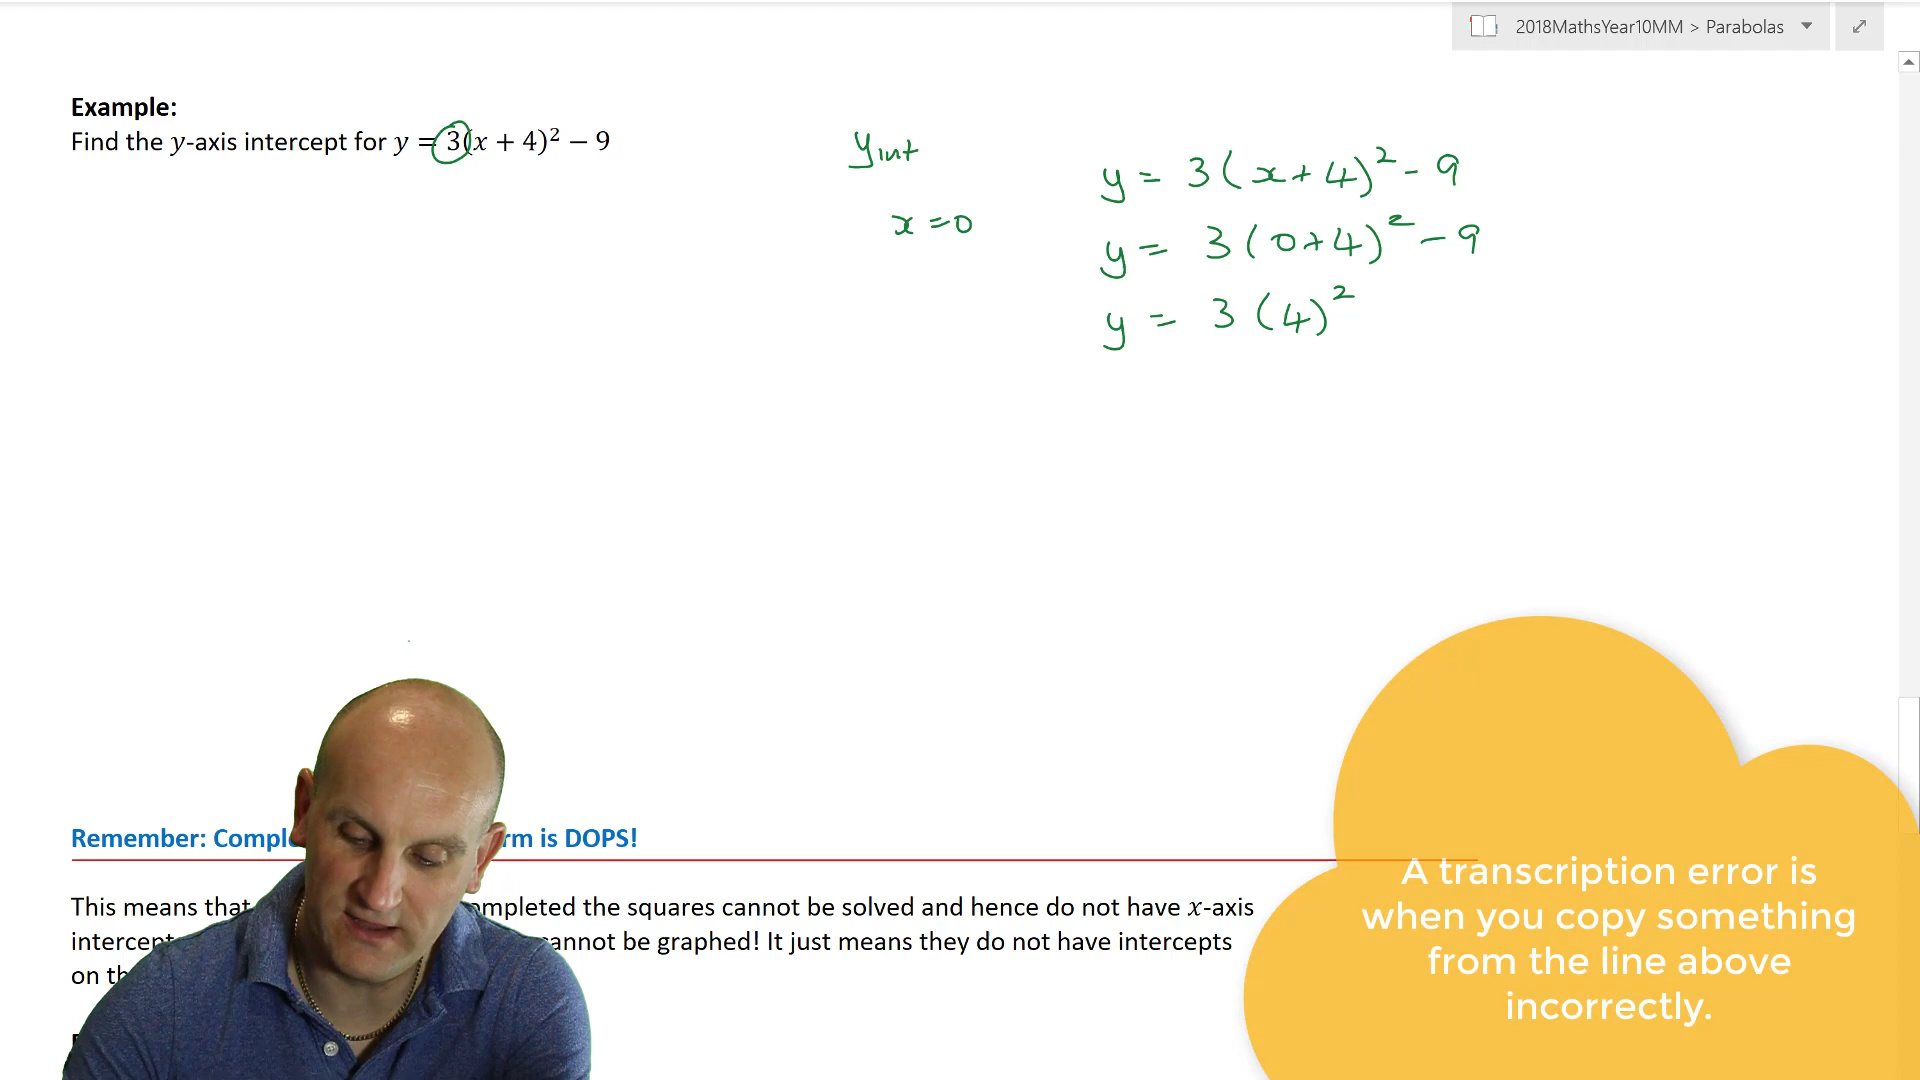 2018MathsYear10MM > Parabolas
Example:
Find the y-axis intercept for y = 3(x + 4)² − 9
y int
x = 0
y = 3(x+4)² - 9
y = 3(0+4)² - 9
y = 3(4)²
Remember: rm is DOPS!
This means that mpleted the squares cannot be solved and hence do not have x-axis
intercept annot be graphed! It just means they do not have intercepts
on th
A transcription error is
when you copy something
from the line above
incorrectly.